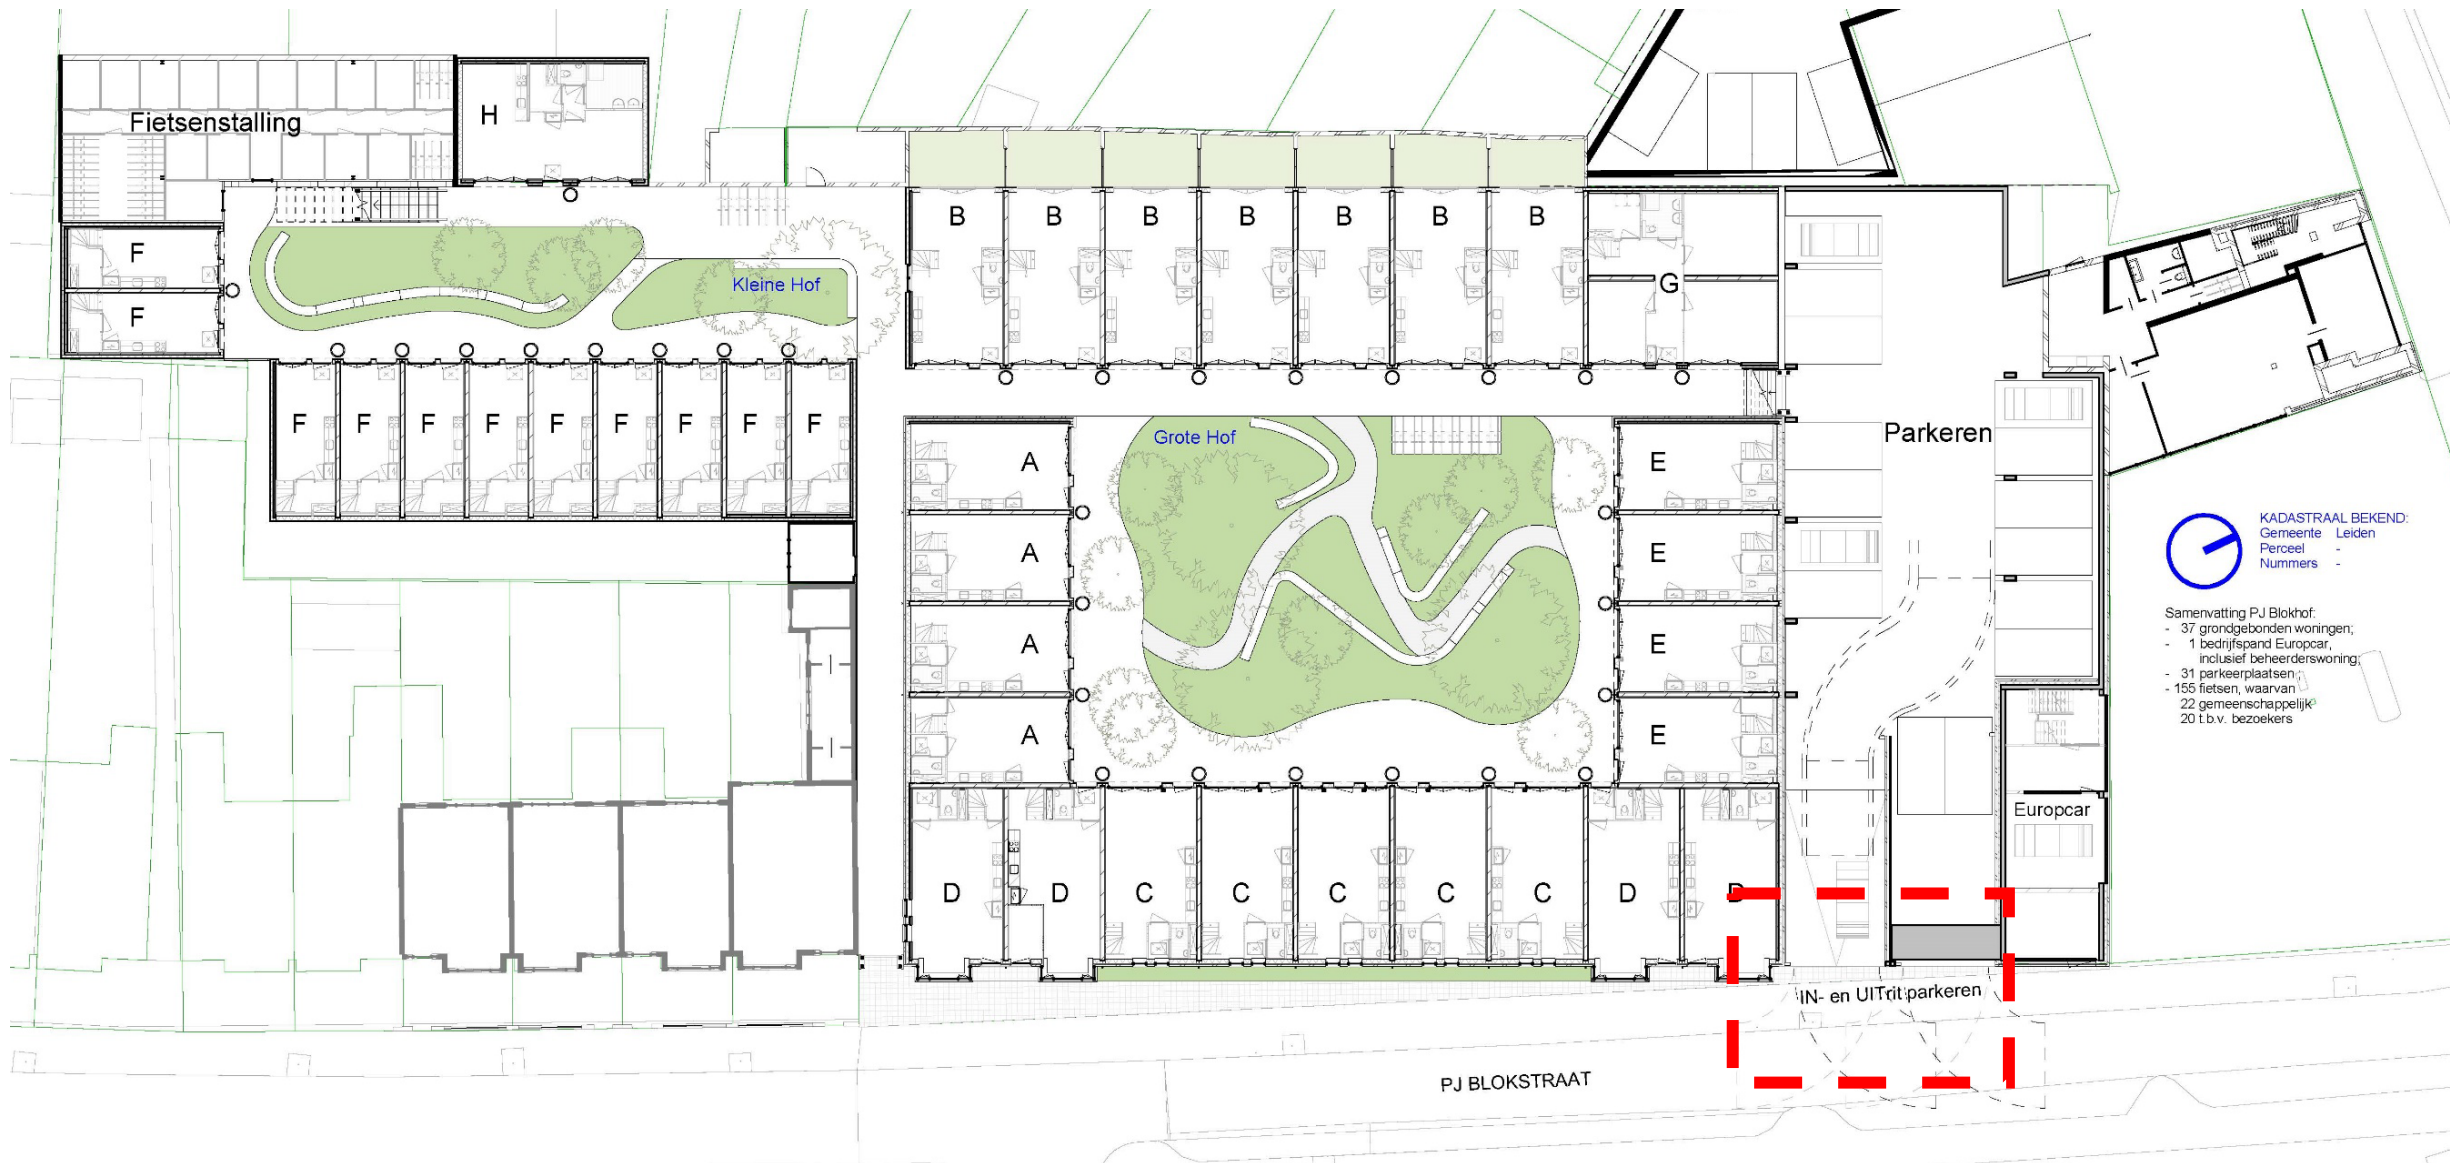 Fietsenstalling
H
B B B B B B B
F
F
Kleine Hof
G
F F F F F F F F F
Grote Hof
A
E
Parkeren
A
E
A
E
A
E
KADASTRAAL BEKEND:
Gemeente Leiden
Perceel -
Nummers -
Samenvatting PJ Blokhof:
- 37 grondgebonden woningen;
- 1 bedrijfspand Europcar,
inclusief beheerderswoning;
- 31 parkeerplaatsen;
- 155 fietsen, waarvan
22 gemeenschappelijk
20 t.b.v. bezoekers
Europcar
D D C C C C C D D
IN- en UITrit parkeren
PJ BLOKSTRAAT